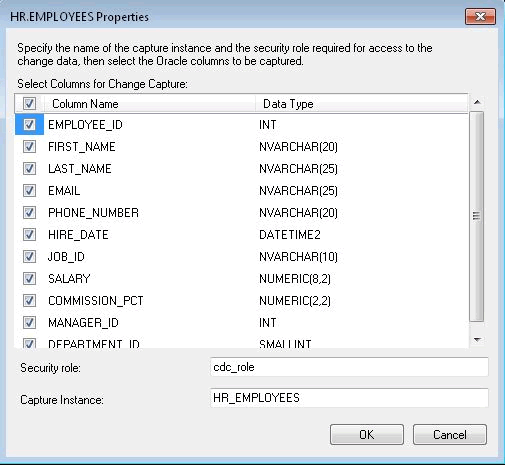 HR.EMPLOYEES Properties
Specify the name of the capture instance and the security role required for access to the
change data, then select the Oracle columns to be captured.
Select Columns for Change Capture:
Column Name Data Type
EMPLOYEE_ID INT
FIRST_NAME NVARCHAR(20)
LAST_NAME NVARCHAR(25)
EMAIL NVARCHAR(25)
PHONE_NUMBER NVARCHAR(20)
HIRE_DATE DATETIME2
JOB_ID NVARCHAR(10)
SALARY NUMERIC(8,2)
COMMISSION_PCT NUMERIC(2,2)
MANAGER_ID INT
DEPARTMENT_ID SMALLINT
Security role: cdc_role
Capture Instance: HR_EMPLOYEES
OK Cancel